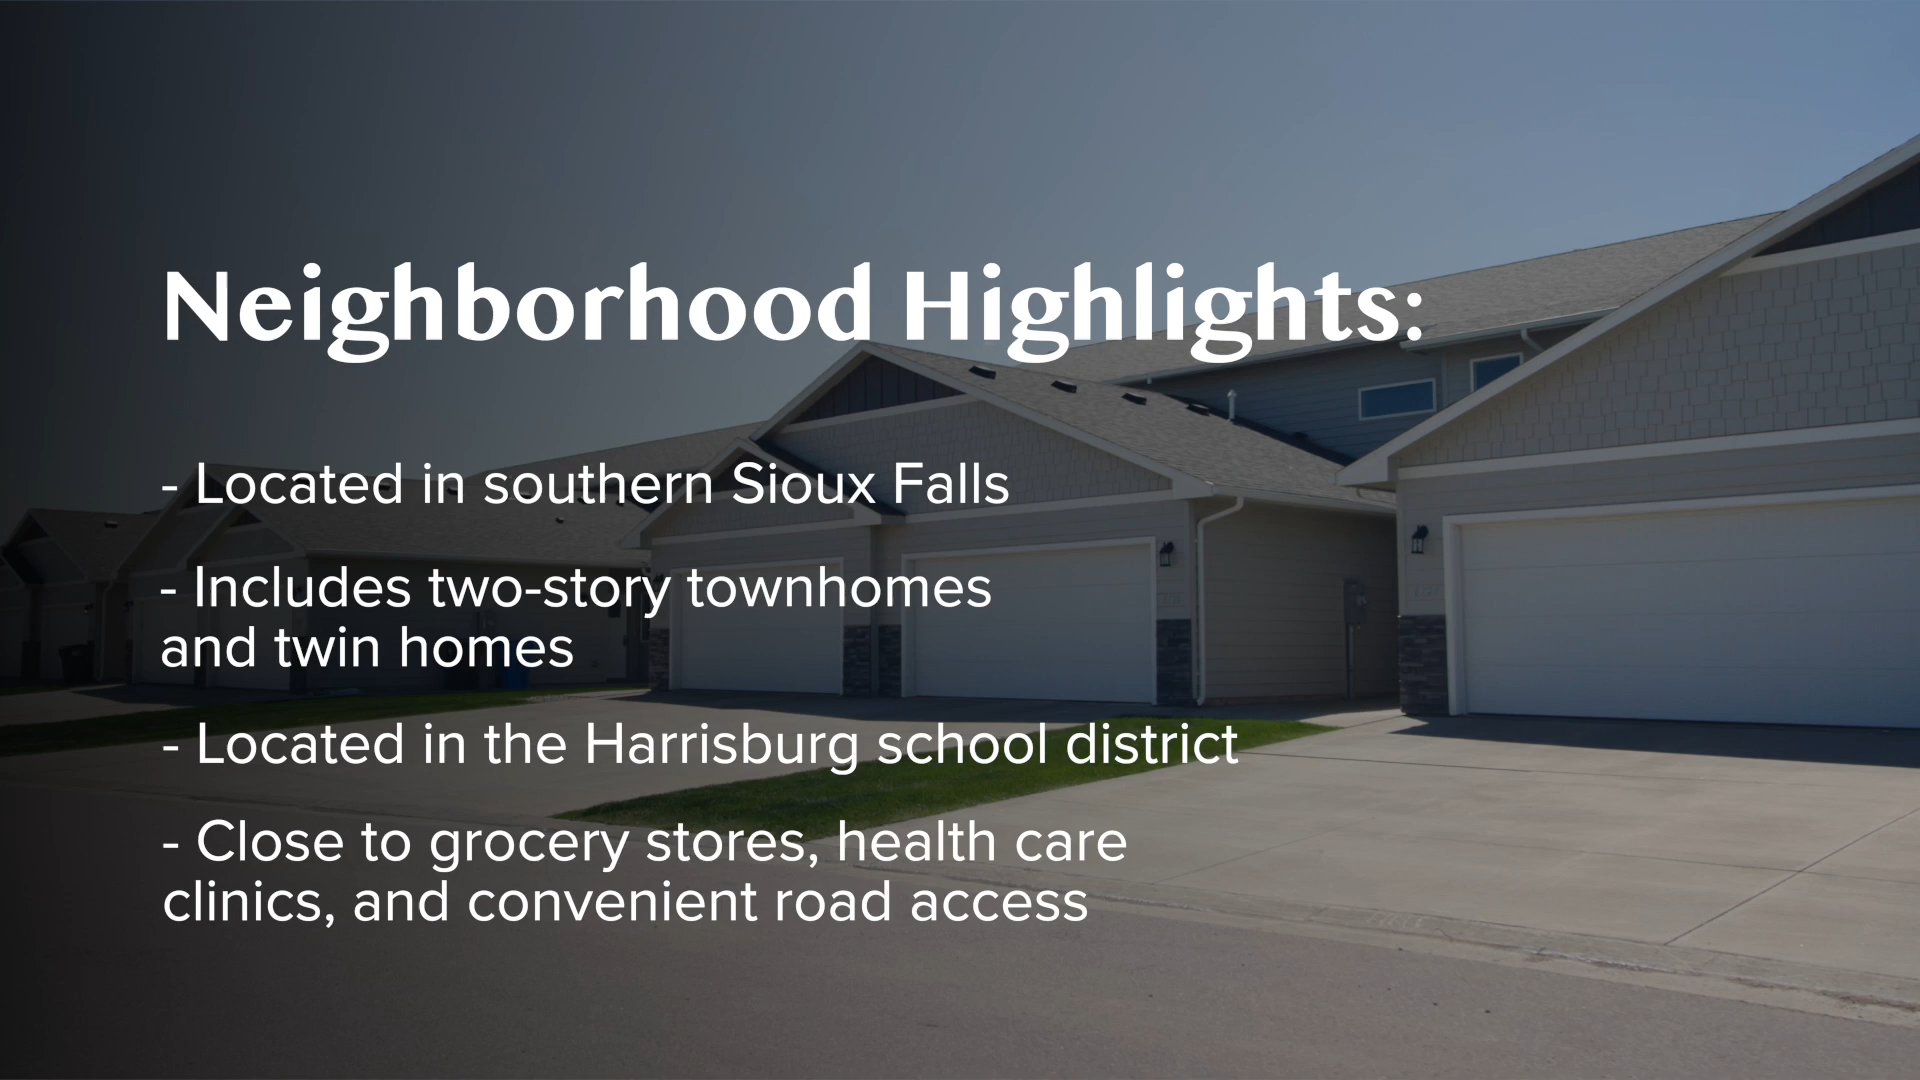 Neighborhood Highlights:
- Located in southern Sioux Falls
- Includes two-story townhomes
and twin homes
- Located in the Harrisburg school district
- Close to grocery stores, health care
clinics, and convenient road access